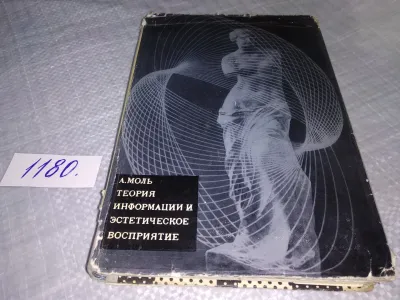 1180.
А.МОЛЬ
ТЕОРИЯ
ИНФОРМАЦИИ И
ЭСТЕТИЧЕСКОЕ
ВОСПРИЯТИЕ